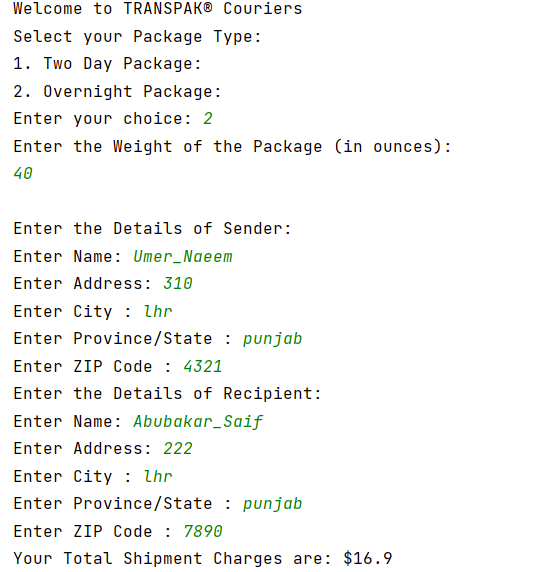 Welcome to TRANSPAK® Couriers
Select your Package Type:
1. Two Day Package:
2. Overnight Package:
Enter your choice: 2
Enter the Weight of the Package (in ounces):
40
Enter the Details of Sender:
Enter Name: Umer_Naeem
Enter Address: 310
Enter City : lhr
Enter Province/State : punjab
Enter ZIP Code : 4321
Enter the Details of Recipient:
Enter Name: Abubakar_Saif
Enter Address: 222
Enter City : lhr
Enter Province/State : punjab
Enter ZIP Code : 7890
Your Total Shipment Charges are: $16.9